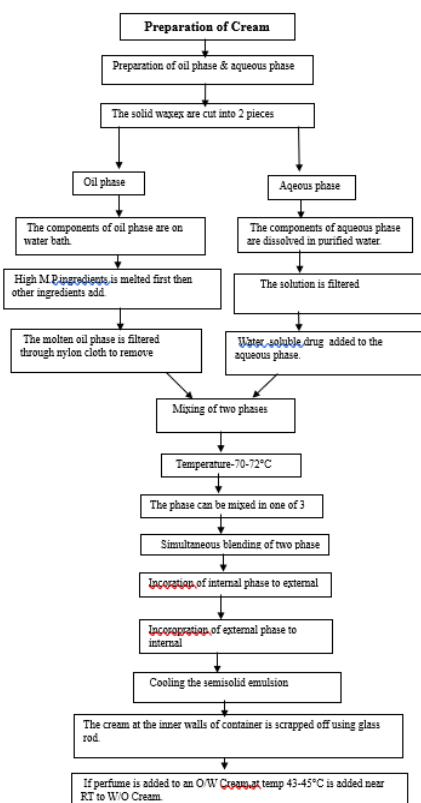 Preparation of Cream
Preparation of oil phase & aqueous phase
The solid waxex are cut into 2 pieces
Oil phase
Aqeous phase
The components of oil phase are on
water bath.
The components of aqueous phase
are dissolved in purified water.
High M.P.ingredients is melted first then
other ingredients add.
The solution is filtered
The molten oil phase is filtered
through nylon cloth to remove
Water -soluble drug added to the
aqueous phase.
Mixing of two phases
Temperature-70-72°C
The phase can be mixed in one of 3
Simultaneous blending of two phase
Incoration of internal phase to external
Incoropration of external phase to
internal
Cooling the semisolid emulsion
The cream at the inner walls of container is scrapped off using glass
rod.
If perfume is added to an O/W Cream at temp 43-45°C is added near
RT to W/O Cream.